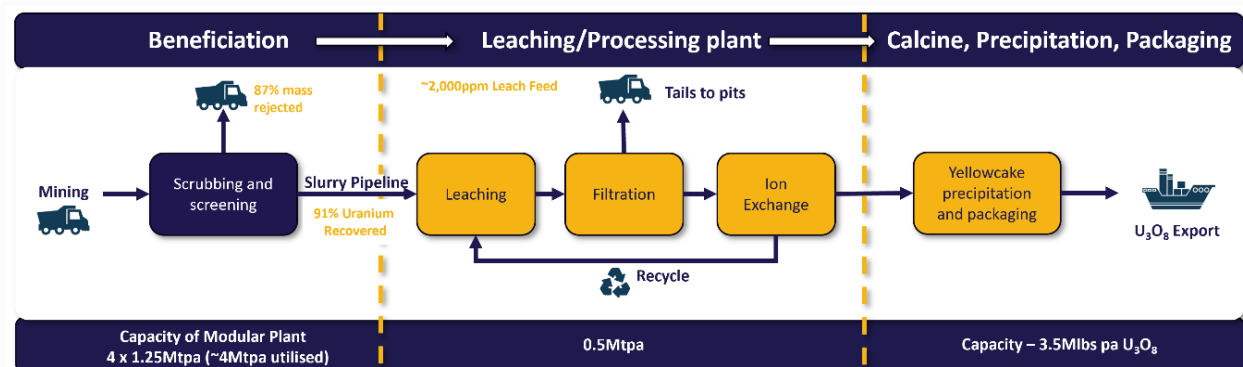 Beneficiation
Leaching/Processing plant
Calcine, Precipitation, Packaging
87% mass
rejected
~2,000ppm Leach Feed
Tails to pits
Mining
Scrubbing and
screening
Slurry Pipeline
91% Uranium
Recovered
Leaching
Filtration
Ion
Exchange
Recycle
Yellowcake
precipitation
and packaging
U₃O₈ Export
Capacity of Modular Plant
4 x 1.25Mtpa (~4Mtpa utilised)
0.5Mtpa
Capacity – 3.5Mlbs pa U₃O₈